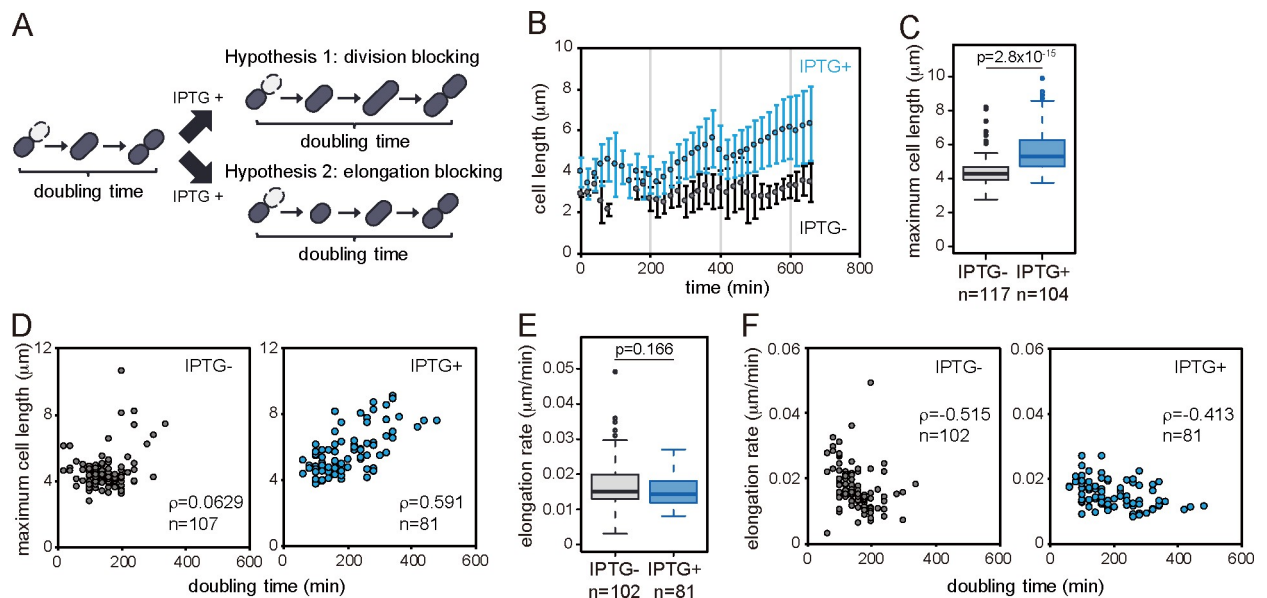 A
Hypothesis 1: division blocking
IPTG +
doubling time
doubling time
Hypothesis 2: elongation blocking
IPTG +
doubling time
B
cell length (μm)
10
8
6
4
2
0
IPTG+
IPTG-
0 200 400 600 800
time (min)
C
maximum cell length (μm)
p=2.8x10-15
10
8
6
4
2
0
IPTG- IPTG+
n=117 n=104
D
maximum cell length (μm)
12
8
4
0
IPTG-
ρ=0.0629
n=107
0 200 400 600
12
8
4
0
IPTG+
ρ=0.591
n=81
0 200 400 600
doubling time (min)
E
elongation rate (μm/min)
p=0.166
0.05
0.04
0.03
0.02
0.01
0
IPTG- IPTG+
n=102 n=81
F
elongation rate (μm/min)
0.06
0.04
0.02
0
IPTG-
ρ=-0.515
n=102
0 200 400 600
0.06
0.04
0.02
0
IPTG+
ρ=-0.413
n=81
0 200 400 600
doubling time (min)